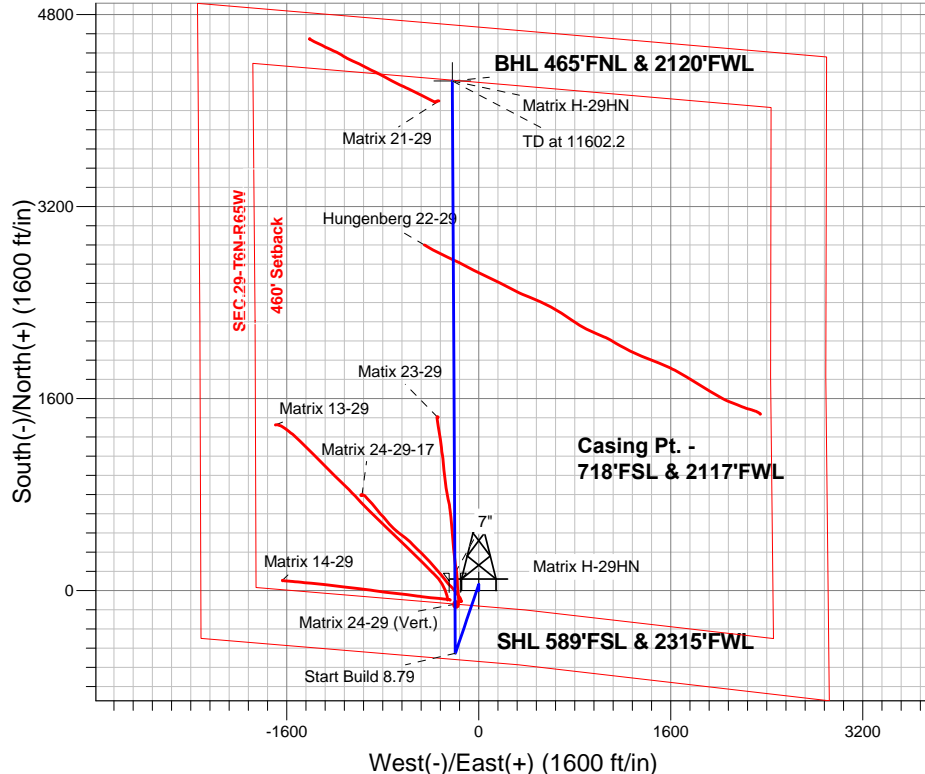 4800
3200
1600
0
South(-)/North(+) (1600 ft/in)
BHL 465'FNL & 2120'FWL
Matrix H-29HN
TD at 11602.2
Matrix 21-29
Hungenberg 22-29
SEC.29-T6N-R65W
460' Setback
Matix 23-29
Matrix 13-29
Matrix 24-29-17
Casing Pt. -
718'FSL & 2117'FWL
7"
Matrix 14-29
Matrix H-29HN
Matrix 24-29 (Vert.)
SHL 589'FSL & 2315'FWL
Start Build 8.79
-1600
0
1600
3200
West(-)/East(+) (1600 ft/in)